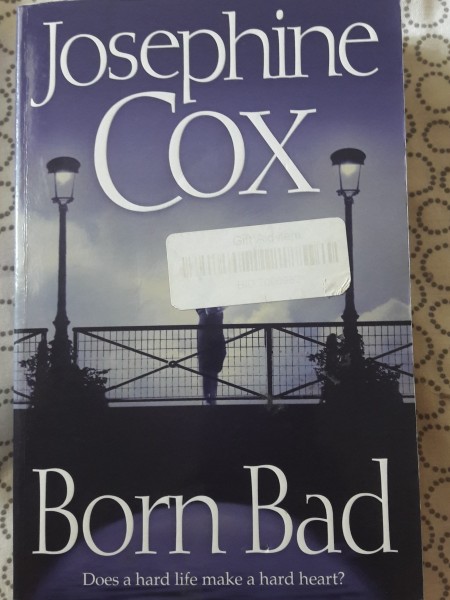 Josephine
Cox
Born Bad
Does a hard life make a hard heart?